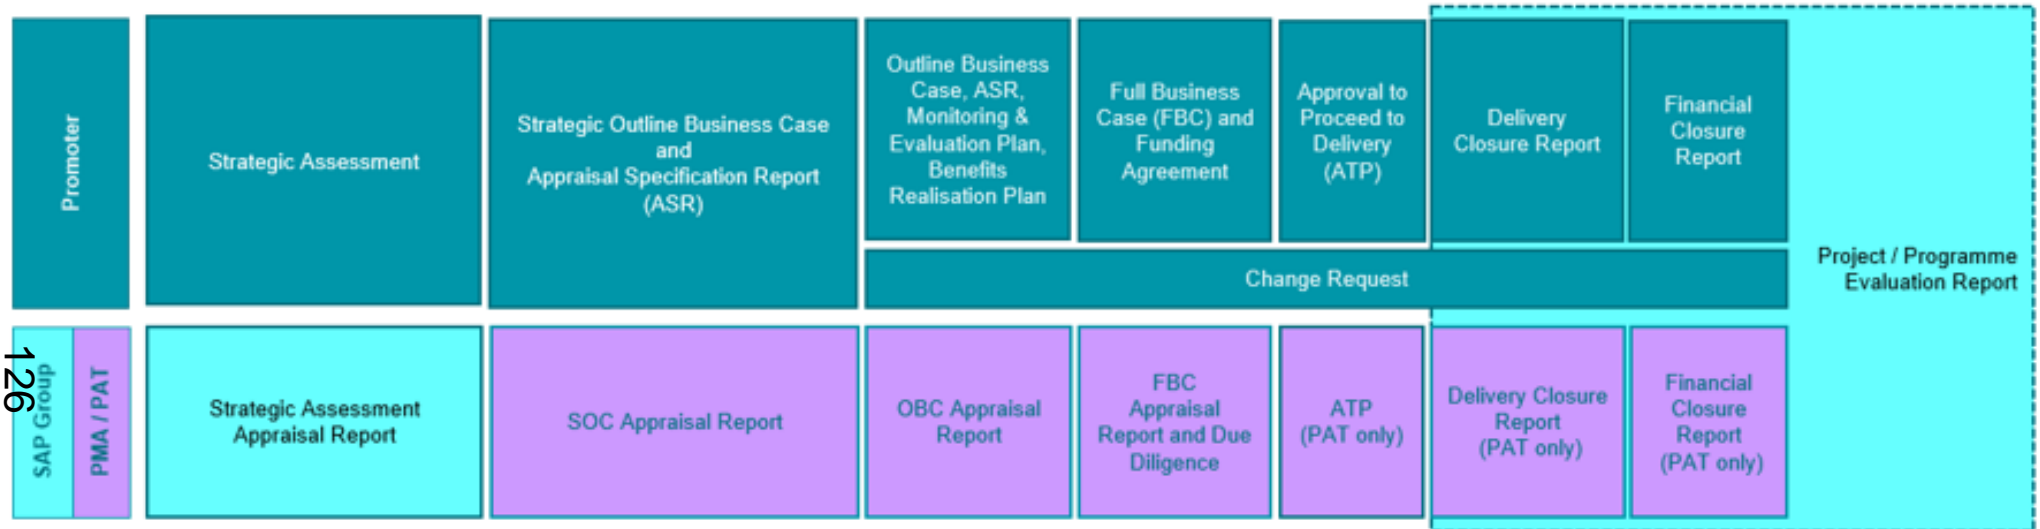 Promoter
Strategic Assessment
Strategic Outline Business Case
and
Appraisal Specification Report
(ASR)
Outline Business
Case, ASR,
Monitoring &
Evaluation Plan,
Benefits
Realisation Plan
Full Business
Case (FBC) and
Funding
Agreement
Approval to
Proceed to
Delivery
(ATP)
Delivery
Closure Report
Financial
Closure
Report
Change Request
Project / Programme
Evaluation Report
126
SAP Group
PMA / PAT
Strategic Assessment
Appraisal Report
SOC Appraisal Report
OBC Appraisal
Report
FBC
Appraisal
Report and Due
Diligence
ATP
(PAT only)
Delivery Closure
Report
(PAT only)
Financial
Closure
Report
(PAT only)